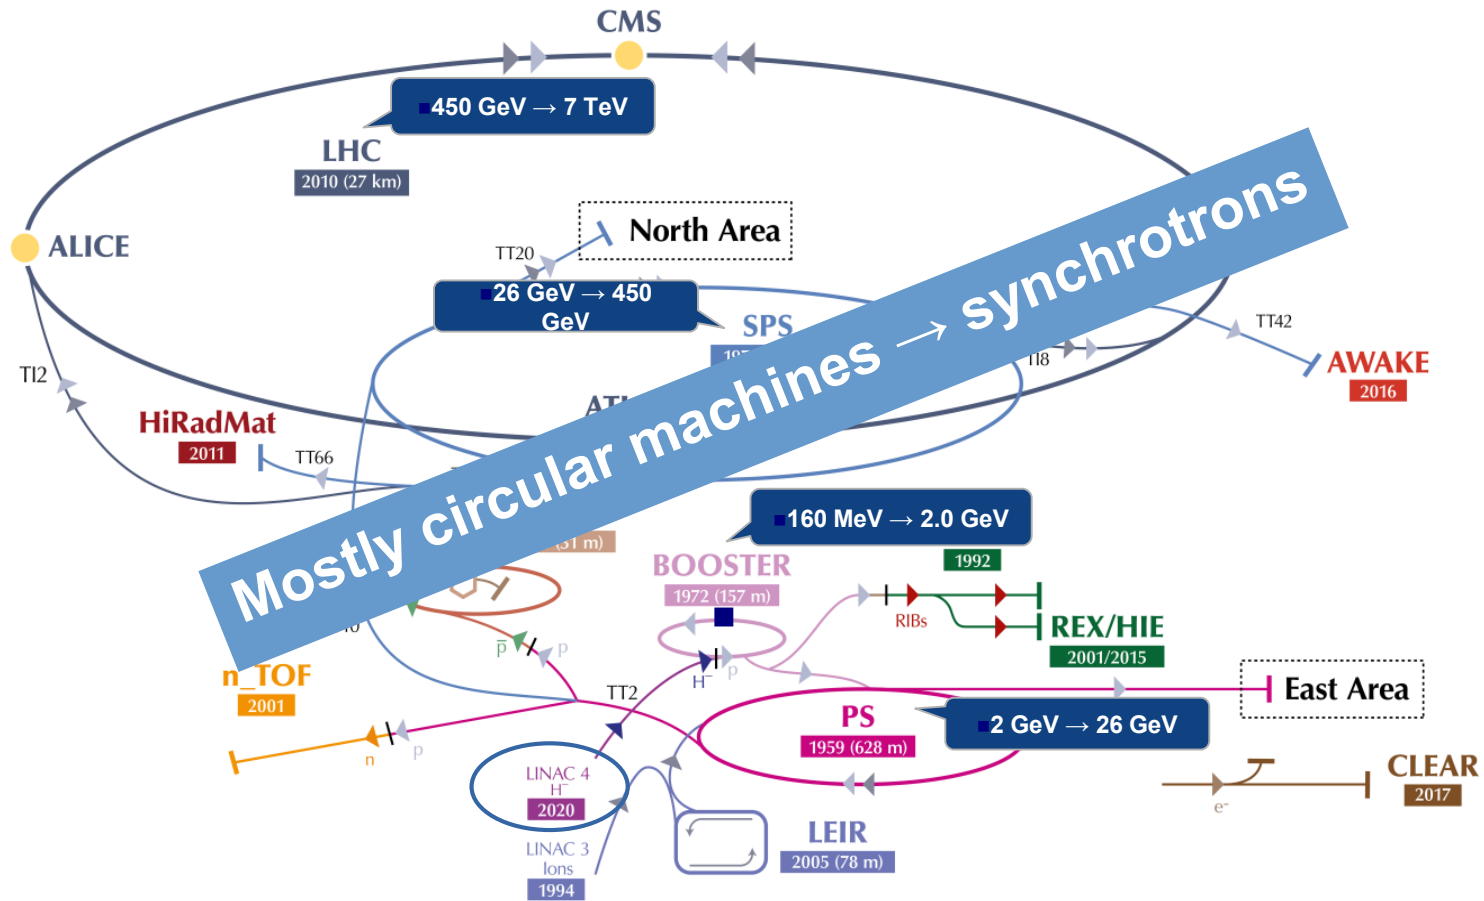 CMS
450 GeV → 7 TeV
LHC
2010 (27 km)
North Area
ALICE
TT20
26 GeV → 450
GeV
SPS
TT42
TI8
AWAKE
2016
TI2
HiRadMat
2011
TT66
Mostly circular machines → synchrotrons
160 MeV → 2.0 GeV
1992
BOOSTER
1972 (157 m)
RIBs
REX/HIE
2001/2015
p̅
p
H⁻
p
n_TOF
2001
TT2
East Area
PS
1959 (628 m)
2 GeV → 26 GeV
n
p
LINAC 4
H⁻
2020
CLEAR
2017
e⁻
LEIR
2005 (78 m)
LINAC 3
Ions
1994